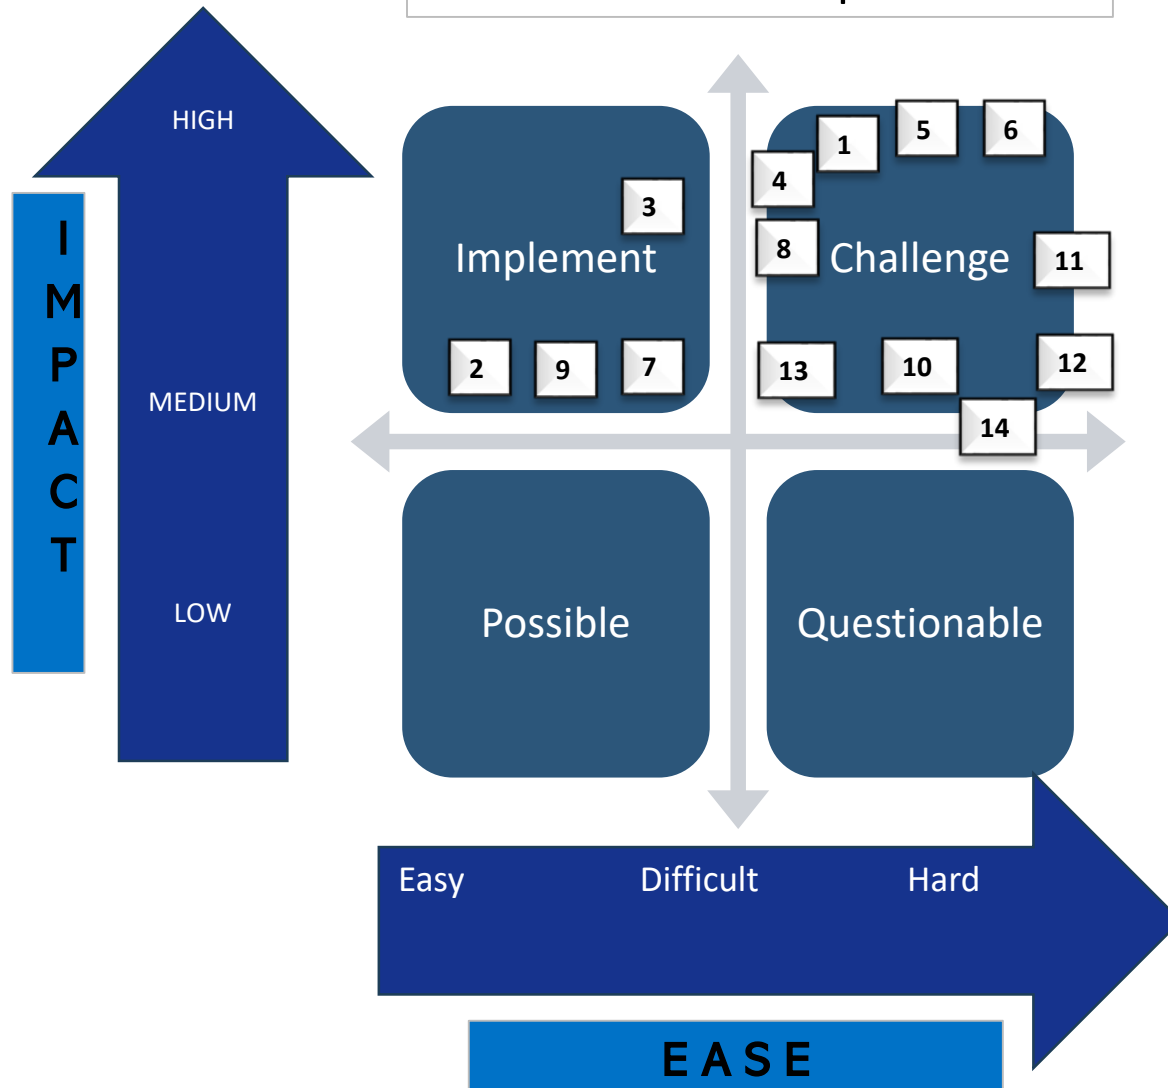 HIGH
MEDIUM
LOW
I
M
P
A
C
T
1
5
6
4
3
8
Implement
Challenge
11
2
9
7
13
10
12
14
Possible
Questionable
Easy
Difficult
Hard
E A S E